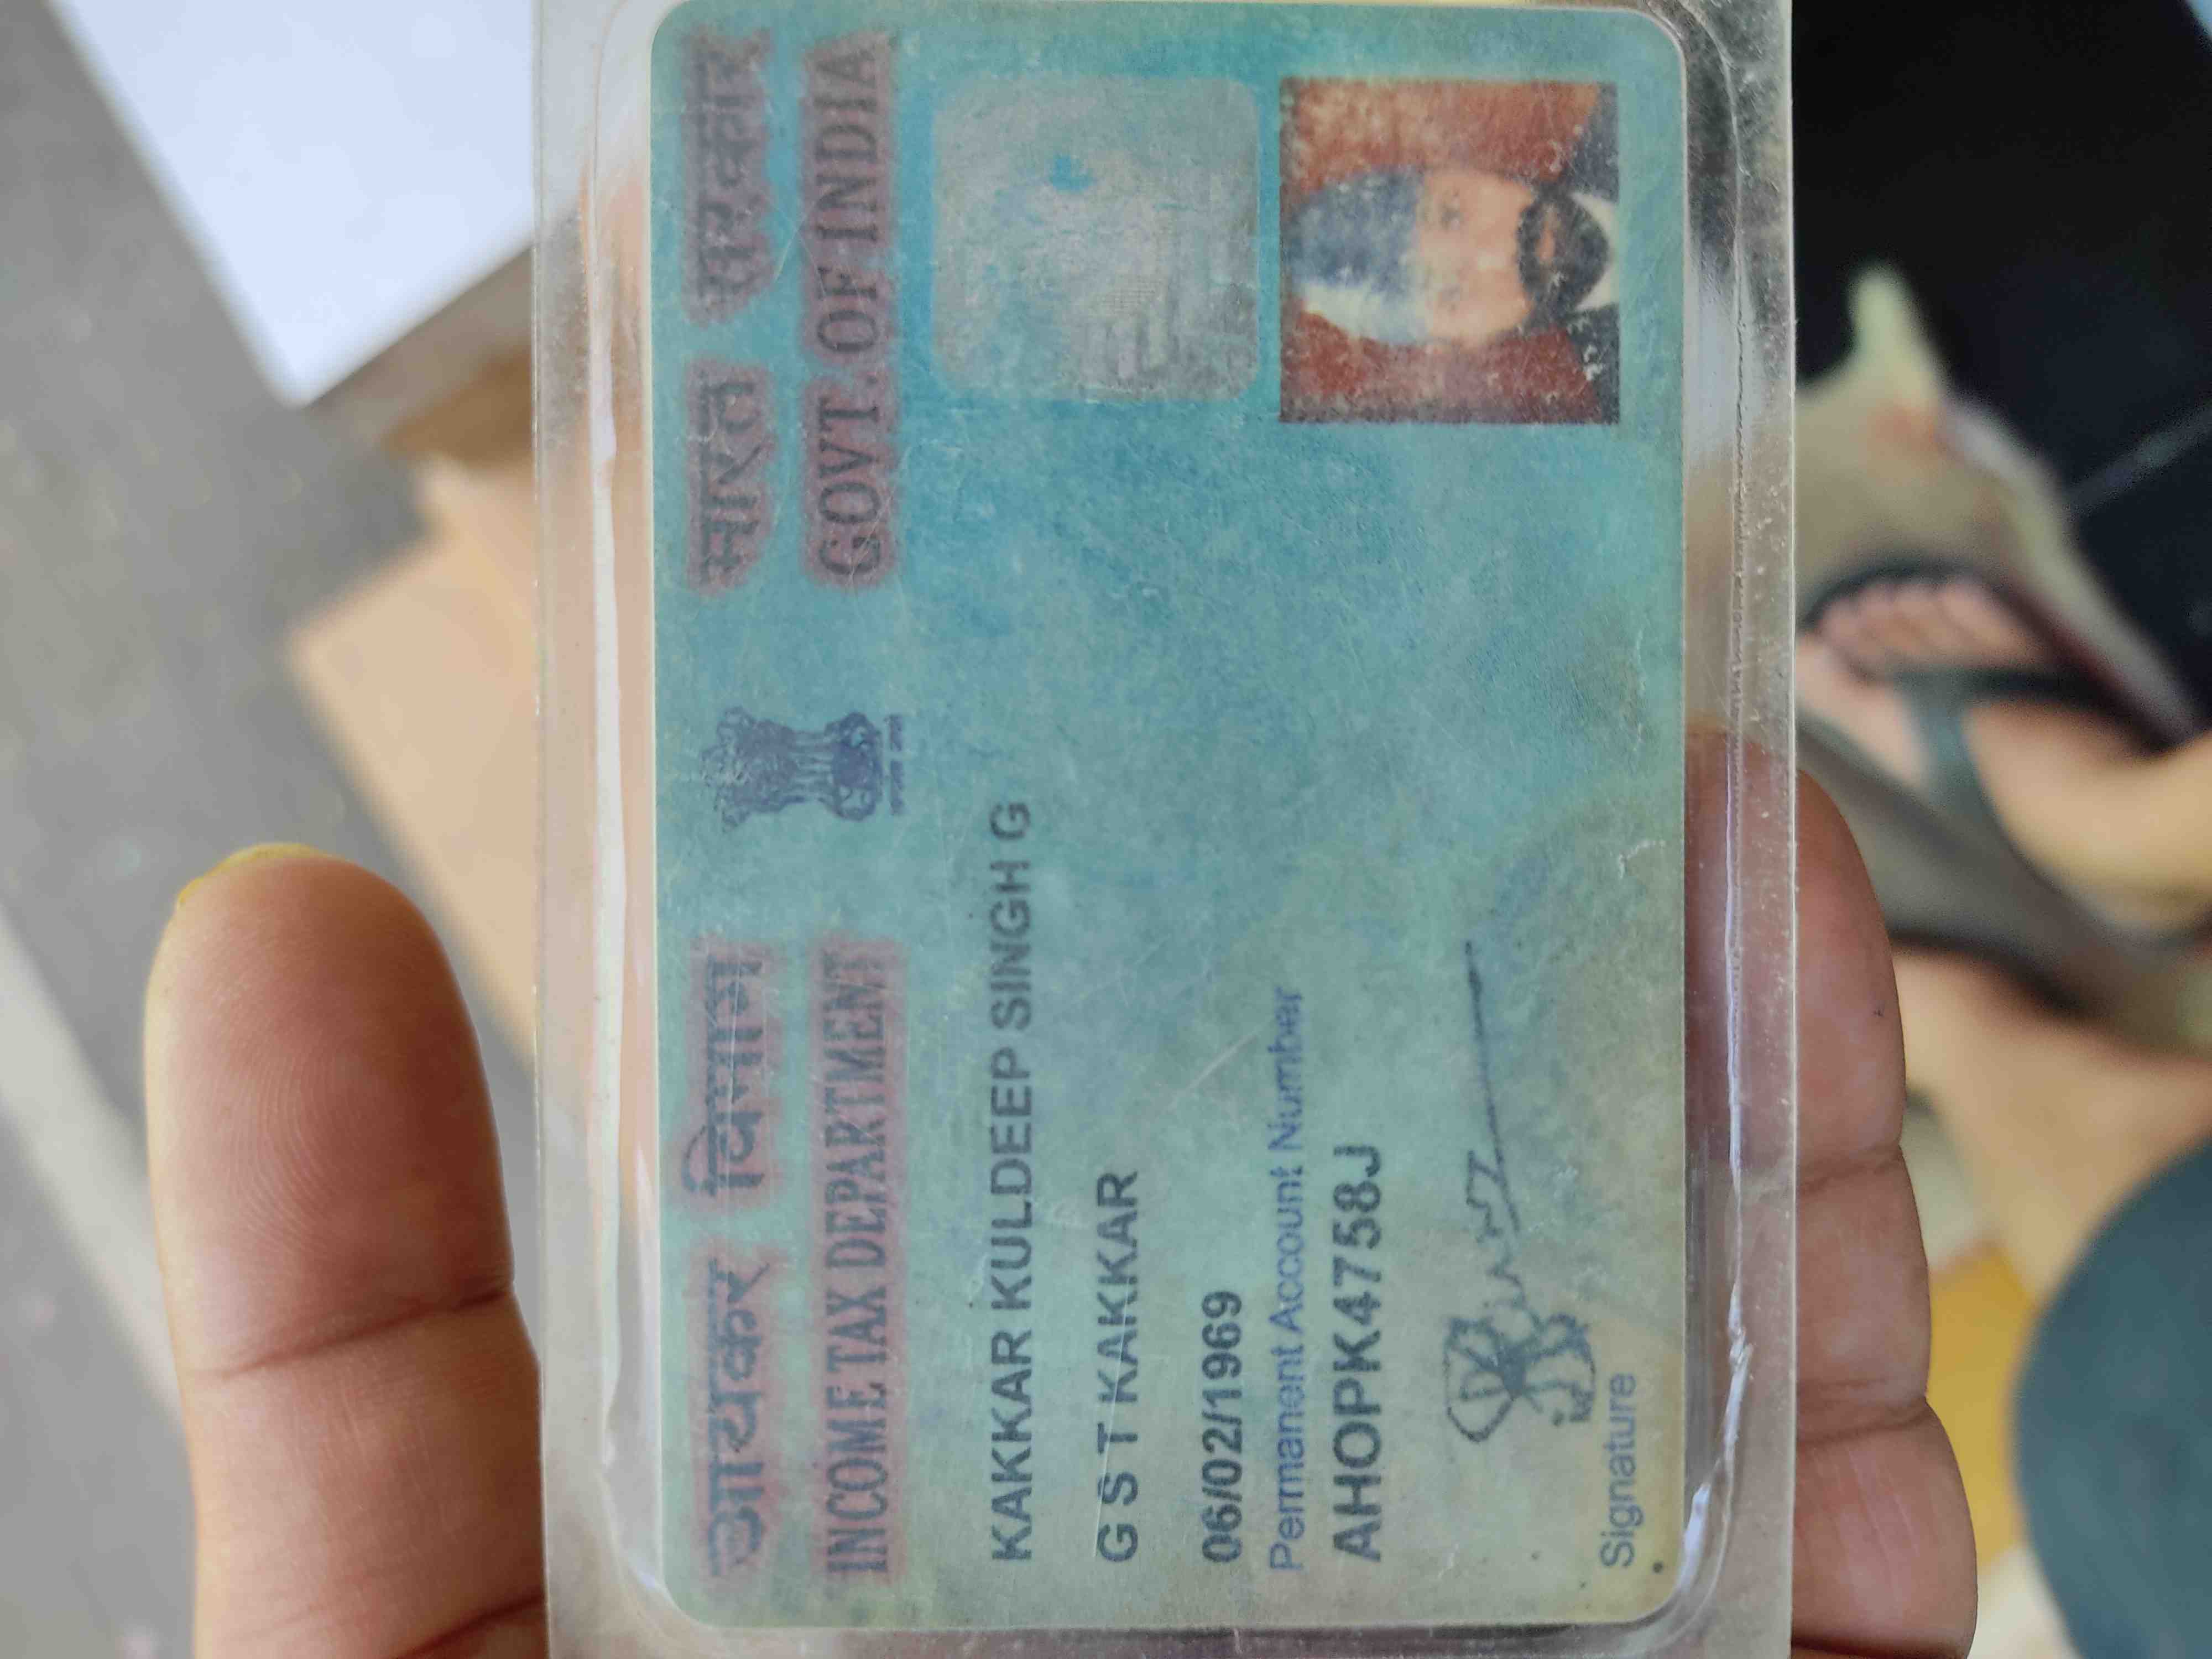 आयकर विभाग
INCOME TAX DEPARTMENT
भारत सरकार
GOVT. OF INDIA
KAKKAR KULDEEP SINGH G
G S T KAKKAR
06/02/1969
Permanent Account Number
AHOPK4758J
Signature